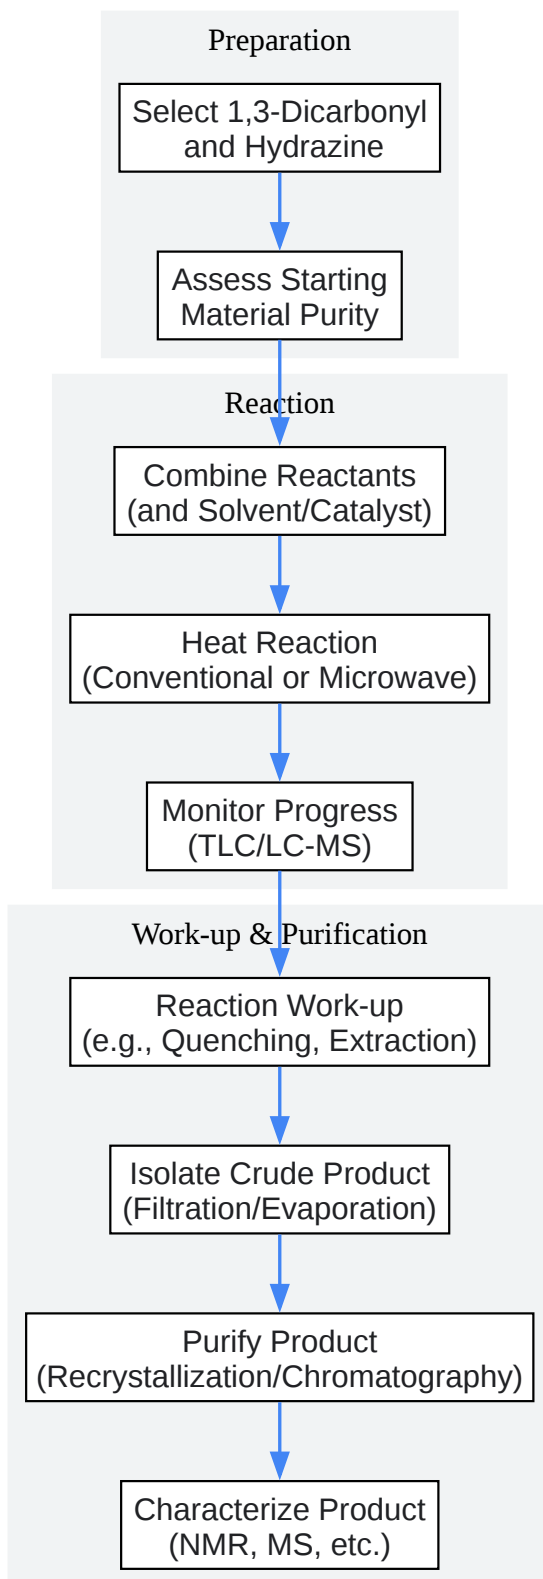 Preparation
Select 1,3-Dicarbonyl
and Hydrazine
Assess Starting
Material Purity
Reaction
Combine Reactants
(and Solvent/Catalyst)
Heat Reaction
(Conventional or Microwave)
Monitor Progress
(TLC/LC-MS)
Work-up & Purification
Reaction Work-up
(e.g., Quenching, Extraction)
Isolate Crude Product
(Filtration/Evaporation)
Purify Product
(Recrystallization/Chromatography)
Characterize Product
(NMR, MS, etc.)